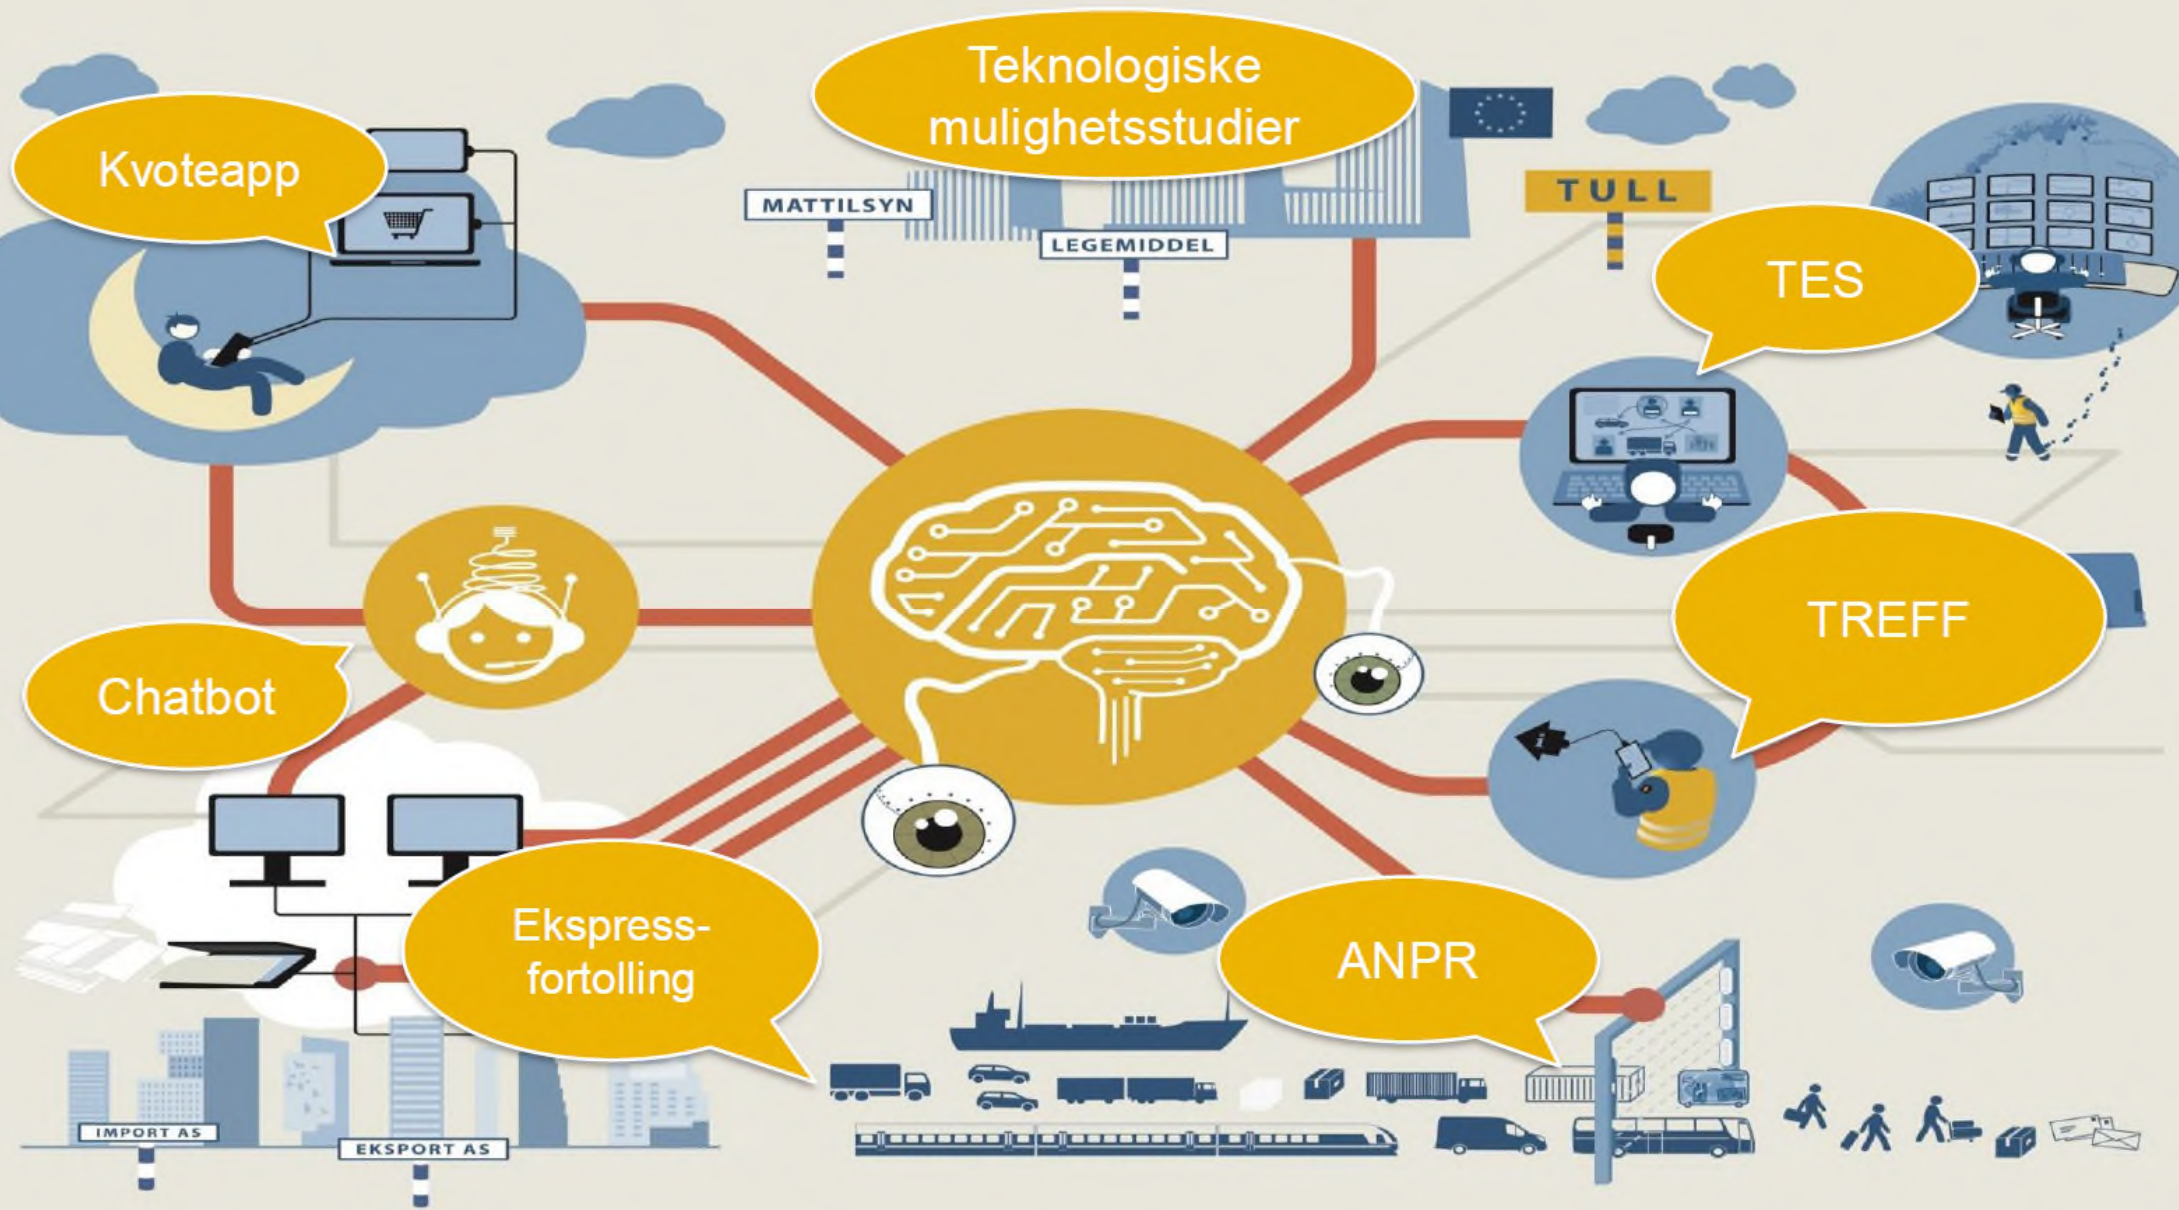 Teknologiske
mulighetsstudier
Kvoteapp
MATTILSYN
TULL
LEGEMIDDEL
TES
TREFF
Chatbot
Ekspress-
fortolling
ANPR
i
IMPORT AS
EKSPORT AS